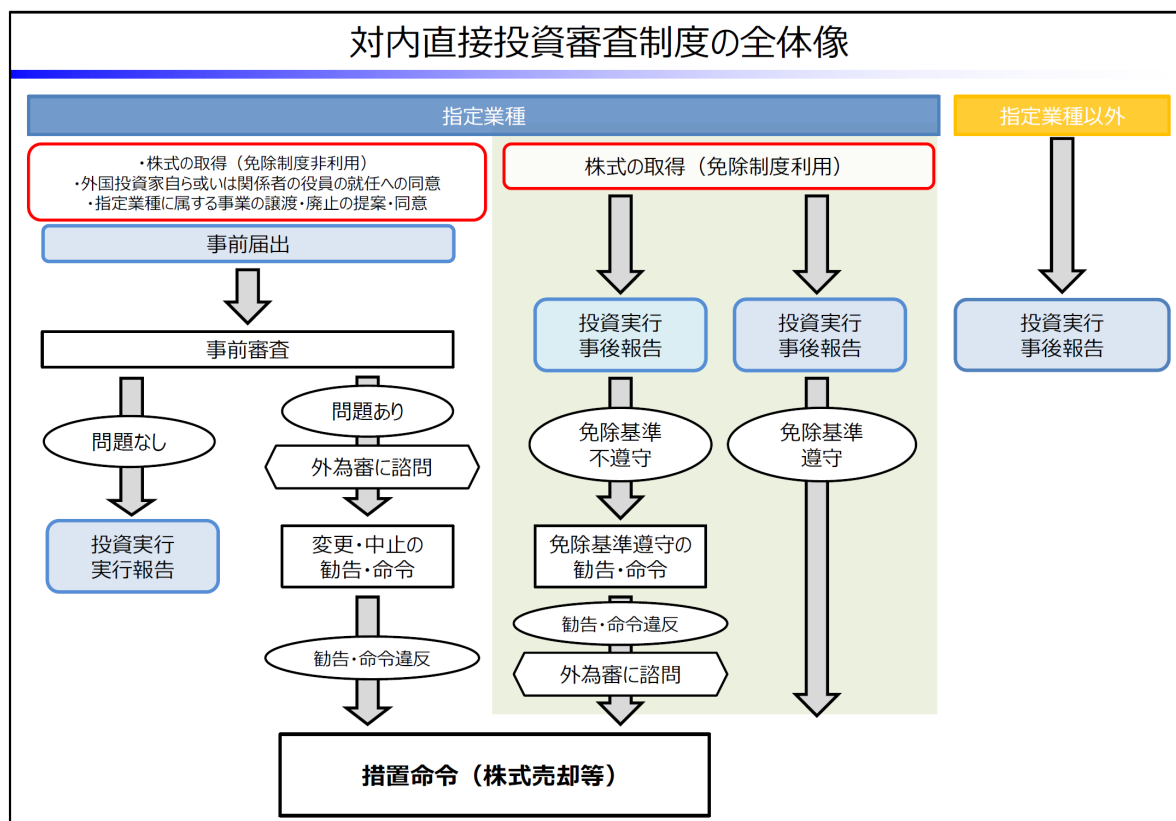 対内直接投資審査制度の全体像
指定業種
指定業種以外
・株式の取得（免除制度非利用）
・外国投資家自ら或いは関係者の役員の就任への同意
・指定業種に属する事業の譲渡・廃止の提案・同意
事前届出
事前審査
問題なし
投資実行
実行報告
問題あり
外為審に諮問
変更・中止の
勧告・命令
勧告・命令違反
株式の取得（免除制度利用）
投資実行
事後報告
免除基準
不遵守
免除基準遵守の
勧告・命令
勧告・命令違反
外為審に諮問
投資実行
事後報告
免除基準
遵守
投資実行
事後報告
措置命令（株式売却等）